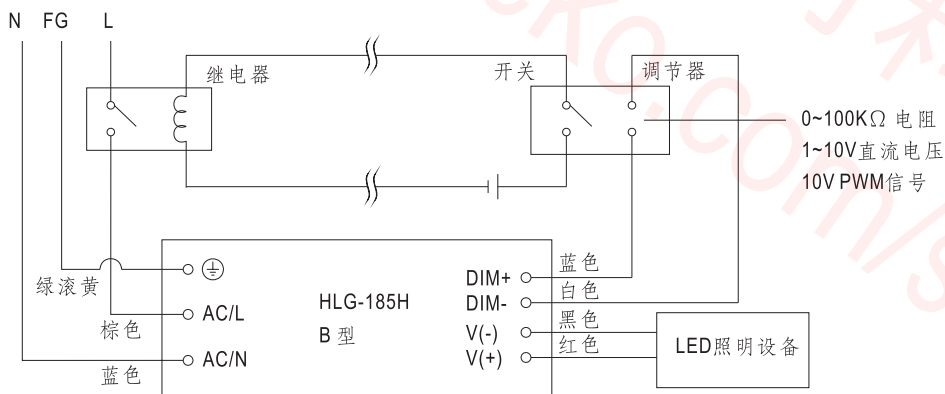 N FG L
继电器
开关
调节器
0~100KΩ 电阻
1~10V直流电压
10V PWM信号
绿滚黄
棕色
蓝色
AC/L
AC/N
HLG-185H
B 型
DIM+
DIM-
V(-)
V(+)
蓝色
白色
黑色
红色
LED照明设备
cko.com/s